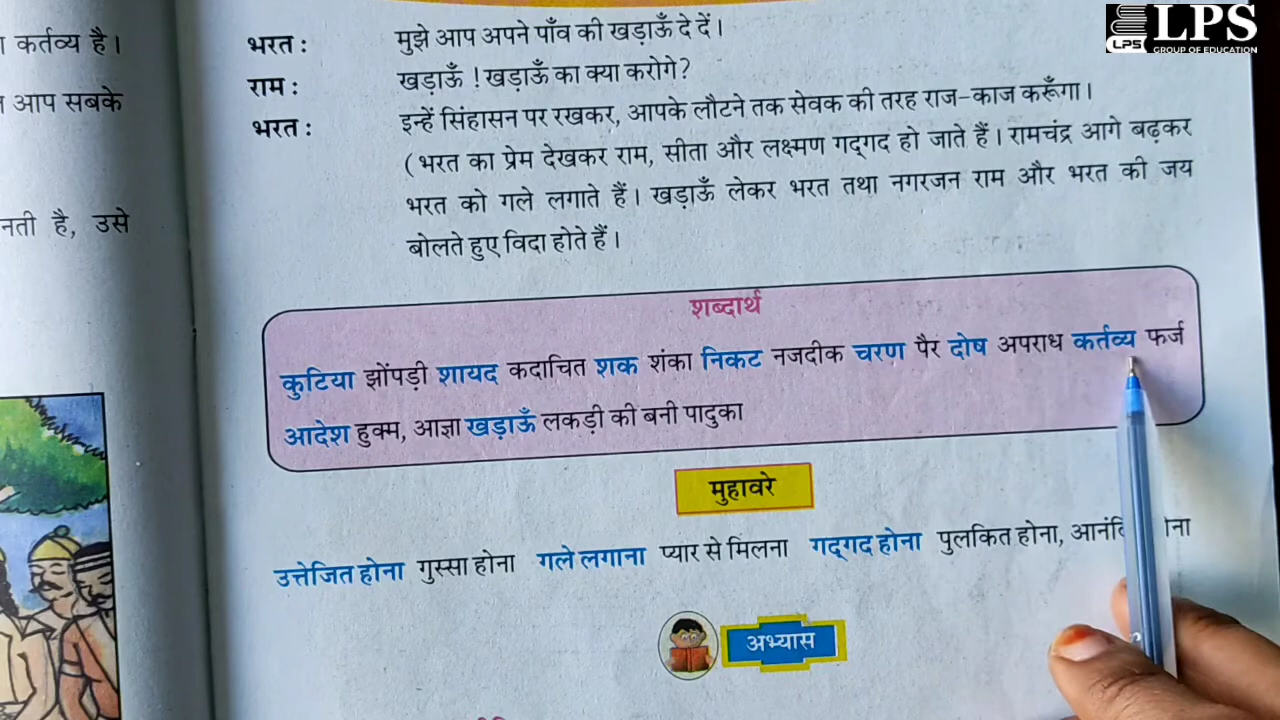 LPS
LPS
GROUP OF EDUCATION
कर्तव्य है।
आप सबके
उसे
भरत : मुझे आप अपने पाँव की खड़ाऊँ दे दें।
राम : खड़ाऊँ ! खड़ाऊँ का क्या करोगे?
भरत : इन्हें सिंहासन पर रखकर, आपके लौटने तक सेवक की तरह राज-काज करूँगा।
( भरत का प्रेम देखकर राम, सीता और लक्ष्मण गद्‌गद हो जाते हैं। रामचंद्र आगे बढ़कर
भरत को गले लगाते हैं। खड़ाऊँ लेकर भरत तथा नगरजन राम और भरत की जय
बोलते हुए विदा होते हैं।
शब्दार्थ
कुटिया झोंपड़ी शायद कदाचित शक शंका निकट नजदीक चरण पैर दोष अपराध कर्तव्य फर्ज
आदेश हुक्म, आज्ञा खड़ाऊँ लकड़ी की बनी पादुका
मुहावरे
उत्तेजित होना गुस्सा होना गले लगाना प्यार से मिलना गद्‌गद होना पुलकित होना,
अभ्यास